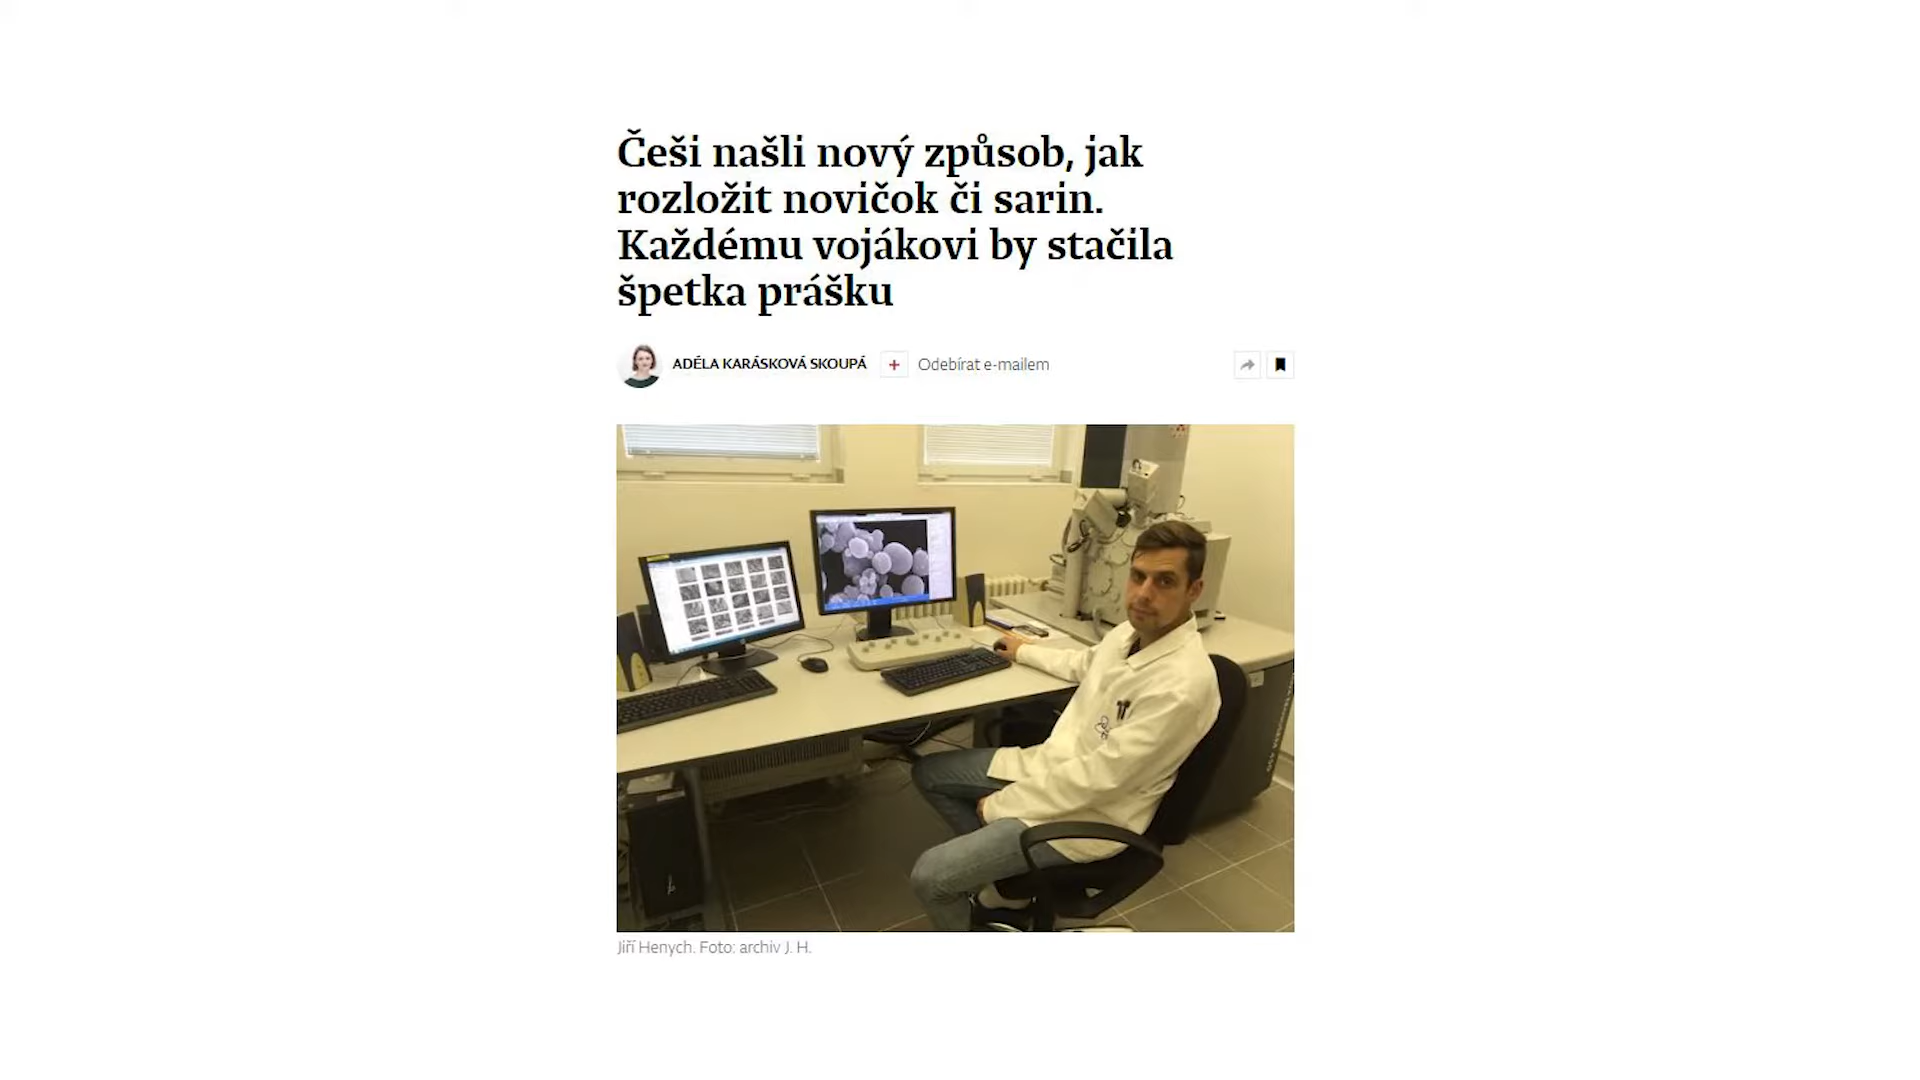 Češi našli nový způsob, jak
rozložit novičok či sarin.
Každému vojákovi by stačila
špetka prášku
ADÉLA KARÁSKOVÁ SKOUPÁ + Odebírat e-mailem
Jiří Henych. Foto: archiv J. H.